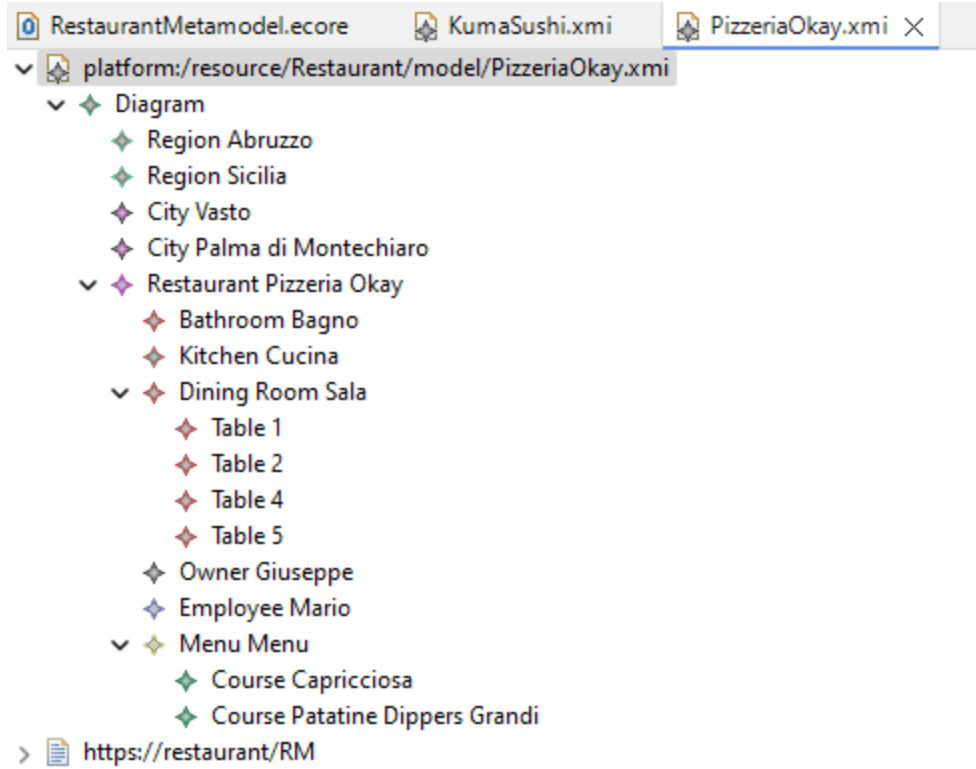 RestaurantMetamodel.ecore KumaSushi.xmi PizzeriaOkay.xmi
platform:/resource/Restaurant/model/PizzeriaOkay.xmi
Diagram
Region Abruzzo
Region Sicilia
City Vasto
City Palma di Montechiaro
Restaurant Pizzeria Okay
Bathroom Bagno
Kitchen Cucina
Dining Room Sala
Table 1
Table 2
Table 4
Table 5
Owner Giuseppe
Employee Mario
Menu Menu
Course Capricciosa
Course Patatine Dippers Grandi
https://restaurant/RM